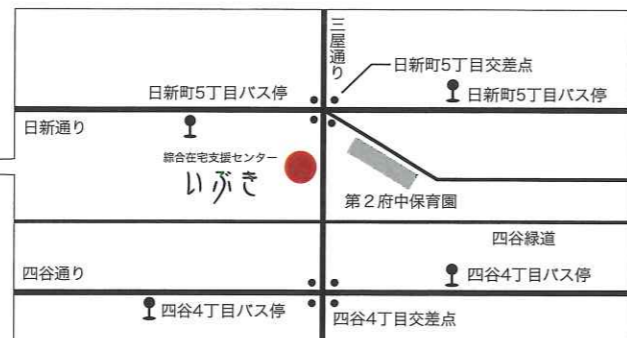 三屋通り
日新町5丁目交差点
日新町5丁目バス停
日新町5丁目バス停
日新通り
綜合在宅支援センター
いぶき
第2府中保育園
四谷緑道
四谷通り
四谷4丁目バス停
四谷4丁目バス停
四谷4丁目交差点